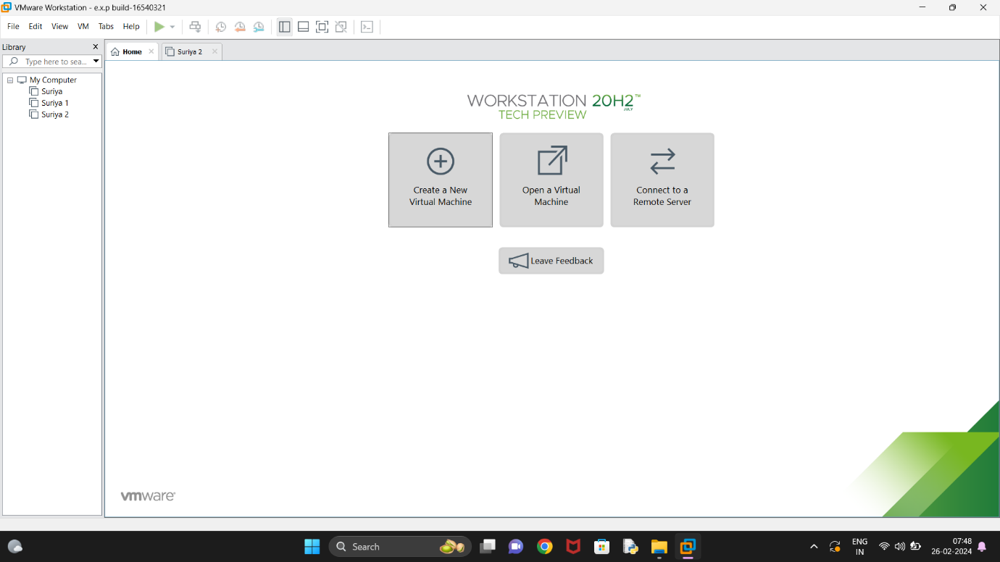 VMware Workstation - e.x.p build-16540321
File Edit View VM Tabs Help
Library
Type here to sea...
Home
Suriya 2
My Computer
Suriya
Suriya 1
Suriya 2
WORKSTATION 20H2™
JULY
TECH PREVIEW
Create a New
Virtual Machine
Open a Virtual
Machine
Connect to a
Remote Server
Leave Feedback
vmware®
Search
ENG
IN
07:48
26-02-2024